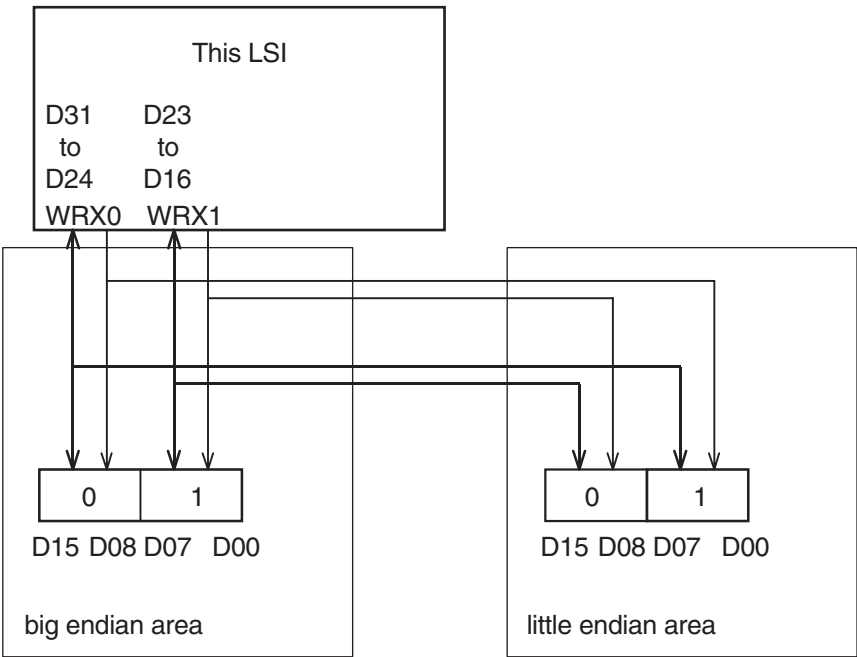 This LSI
D31 D23
to to
D24 D16
WRX0 WRX1
0 1 0 1
D15 D08 D07 D00 D15 D08 D07 D00
big endian area little endian area